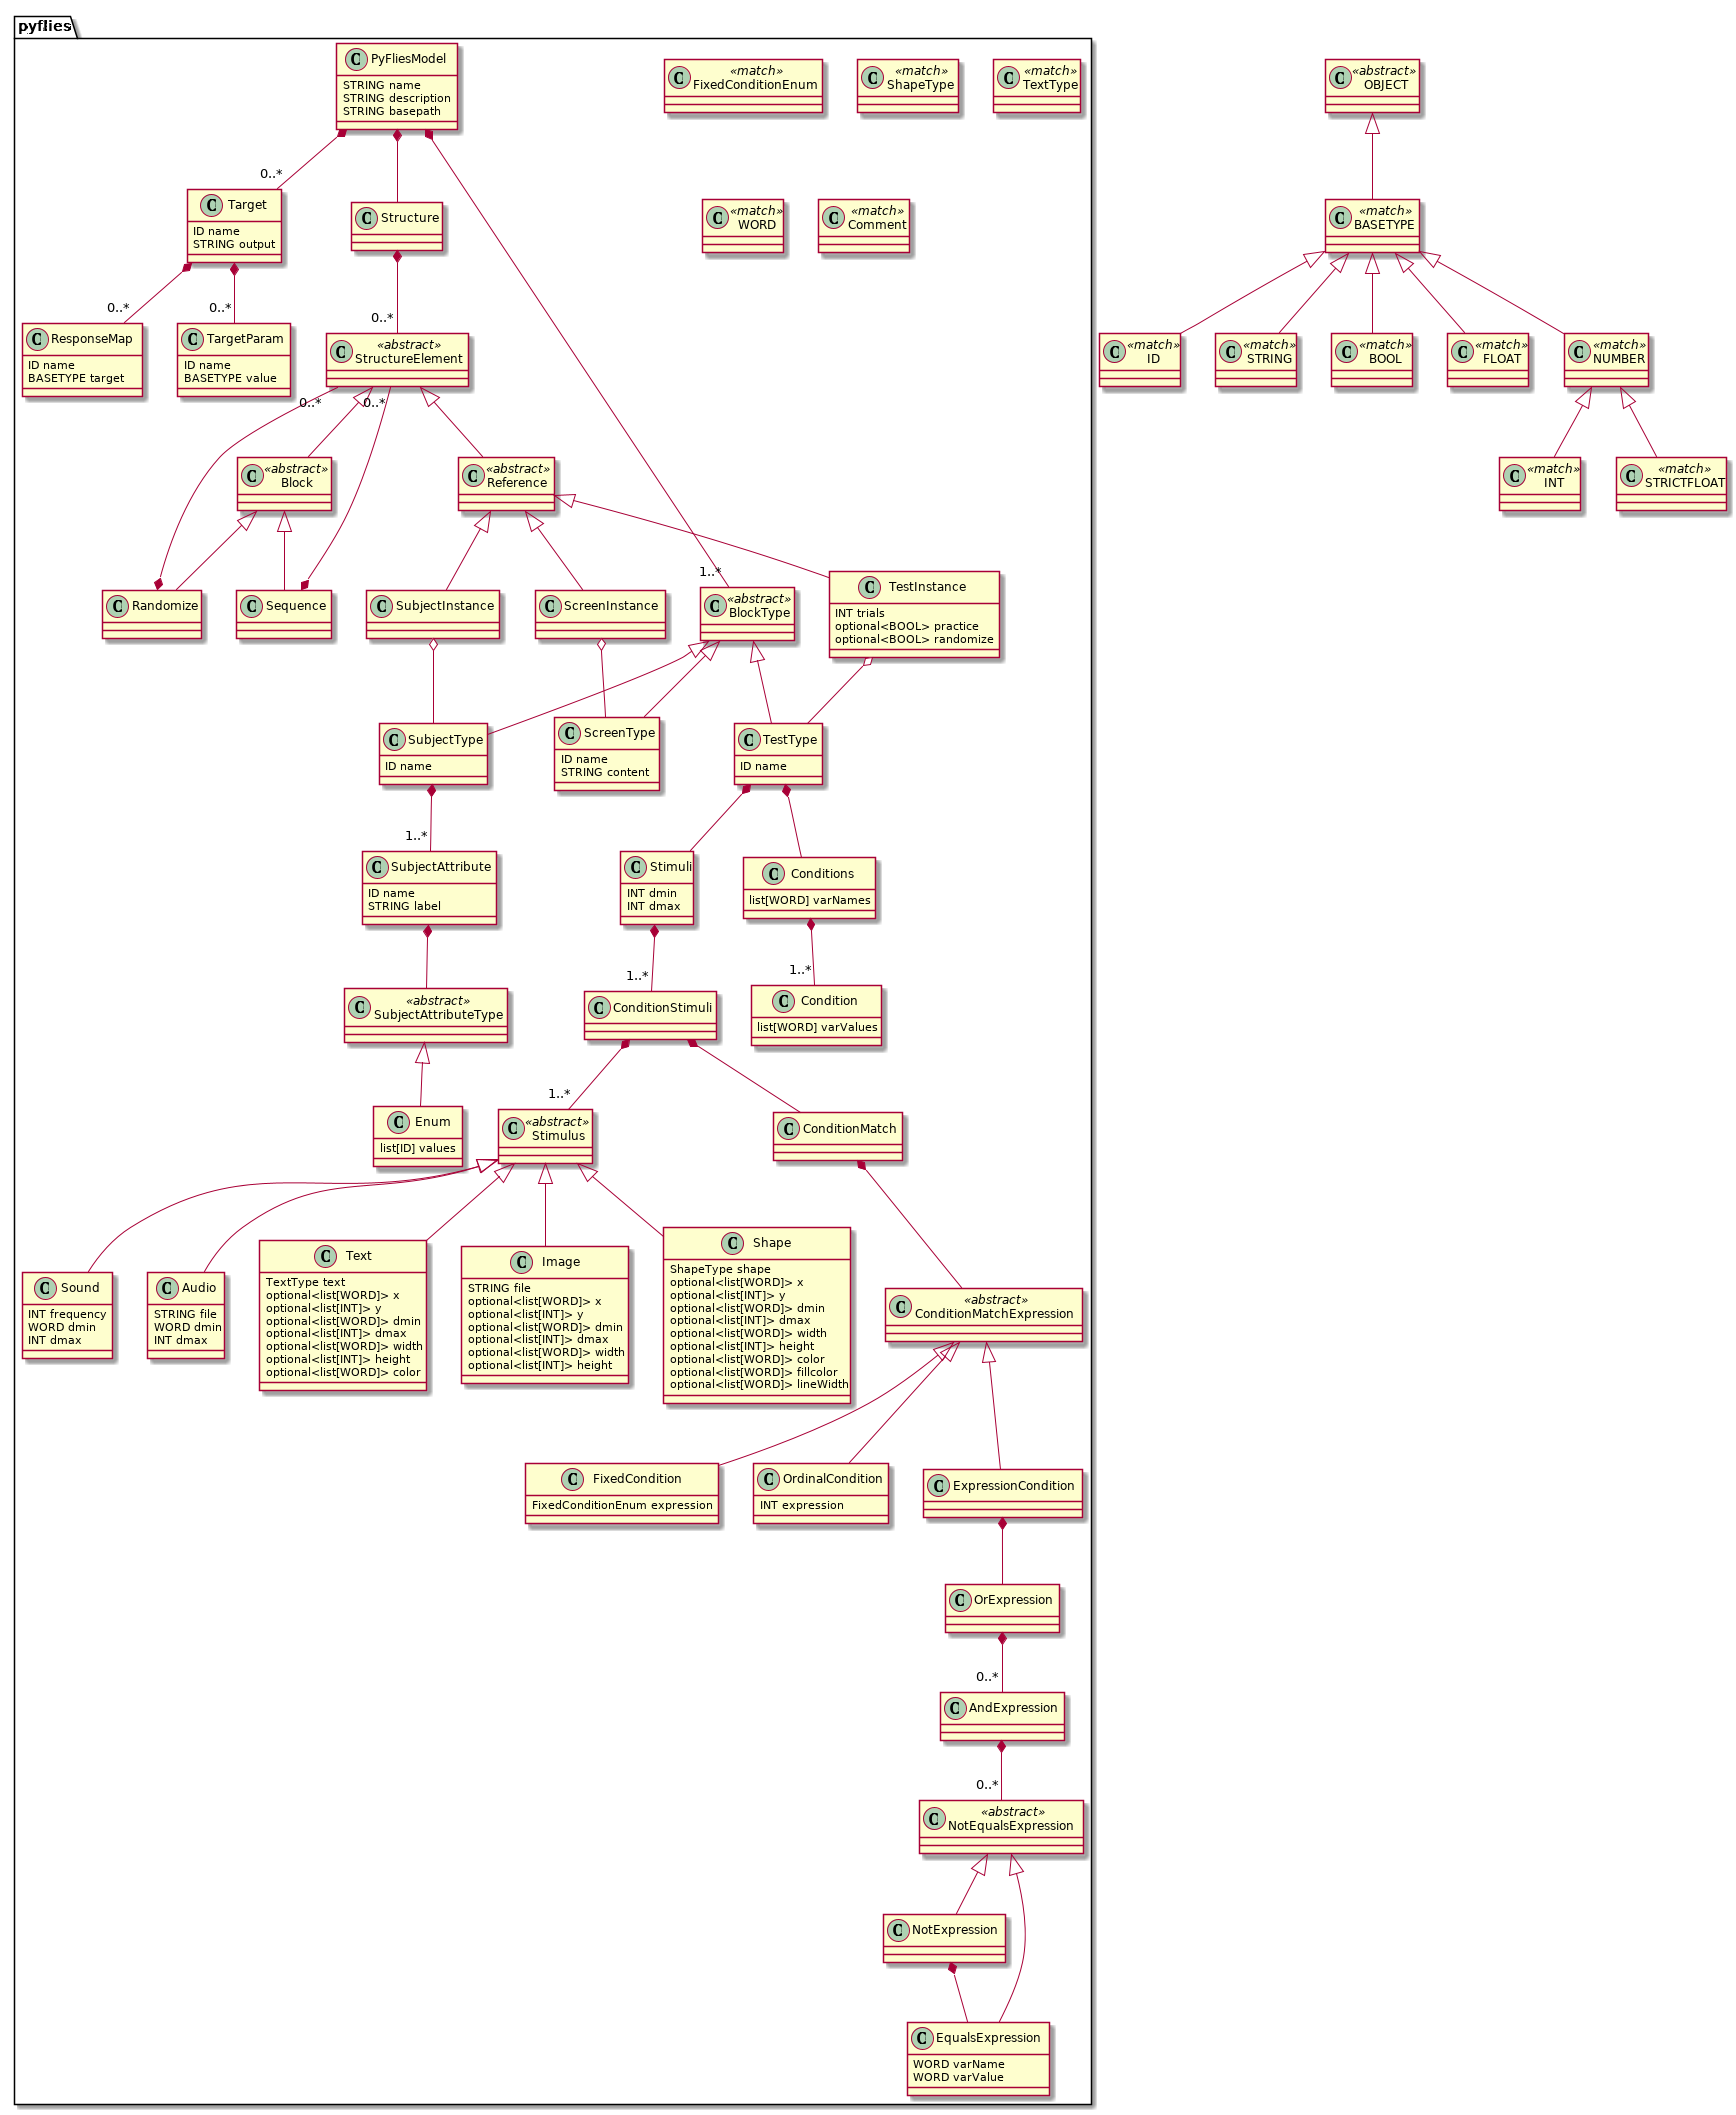 pyflies
C PyFliesModel
STRING name
STRING description
STRING basepath
C «match»
FixedConditionEnum
C «match»
ShapeType
C «match»
TextType
C «abstract»
OBJECT
0..*
C Target
ID name
STRING output
C Structure
C «match»
WORD
C «match»
Comment
C «match»
BASETYPE
0..*
0..*
0..*
C ResponseMap
ID name
BASETYPE target
C TargetParam
ID name
BASETYPE value
C «abstract»
StructureElement
C «match»
ID
C «match»
STRING
C «match»
BOOL
C «match»
FLOAT
C «match»
NUMBER
0..*
0..*
C «abstract»
Block
C «abstract»
Reference
C «match»
INT
C «match»
STRICTFLOAT
1..*
C Randomize
C Sequence
C SubjectInstance
C ScreenInstance
C «abstract»
BlockType
C TestInstance
INT trials
optional<BOOL> practice
optional<BOOL> randomize
C SubjectType
ID name
C ScreenType
ID name
STRING content
C TestType
ID name
1..*
C SubjectAttribute
ID name
STRING label
C Stimuli
INT dmin
INT dmax
C Conditions
list[WORD] varNames
1..*
1..*
C «abstract»
SubjectAttributeType
C ConditionStimuli
C Condition
list[WORD] varValues
1..*
C Enum
list[ID] values
C «abstract»
Stimulus
C ConditionMatch
C Sound
INT frequency
WORD dmin
INT dmax
C Audio
STRING file
WORD dmin
INT dmax
C Text
TextType text
optional<list[WORD]> x
optional<list[INT]> y
optional<list[WORD]> dmin
optional<list[INT]> dmax
optional<list[WORD]> width
optional<list[INT]> height
optional<list[WORD]> color
C Image
STRING file
optional<list[WORD]> x
optional<list[INT]> y
optional<list[WORD]> dmin
optional<list[INT]> dmax
optional<list[WORD]> width
optional<list[INT]> height
C Shape
ShapeType shape
optional<list[WORD]> x
optional<list[INT]> y
optional<list[WORD]> dmin
optional<list[INT]> dmax
optional<list[WORD]> width
optional<list[INT]> height
optional<list[WORD]> color
optional<list[WORD]> fillcolor
optional<list[WORD]> lineWidth
C «abstract»
ConditionMatchExpression
C FixedCondition
FixedConditionEnum expression
C OrdinalCondition
INT expression
C ExpressionCondition
C OrExpression
0..*
C AndExpression
0..*
C «abstract»
NotEqualsExpression
C NotExpression
C EqualsExpression
WORD varName
WORD varValue